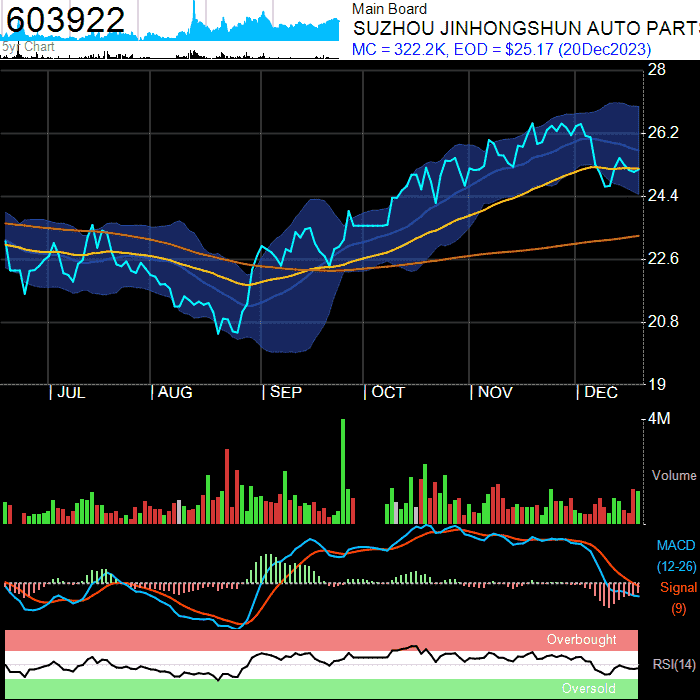 603922
5yr Chart
Main Board
SUZHOU JINHONGSHUN AUTO PARTS
MC = 322.2K, EOD = $25.17 (20Dec2023)
28
26.2
24.4
22.6
20.8
19
| JUL | AUG | SEP | OCT | NOV | DEC
4M
Volume
MACD
(12-26)
Signal
(9)
Overbought
RSI(14)
Oversold